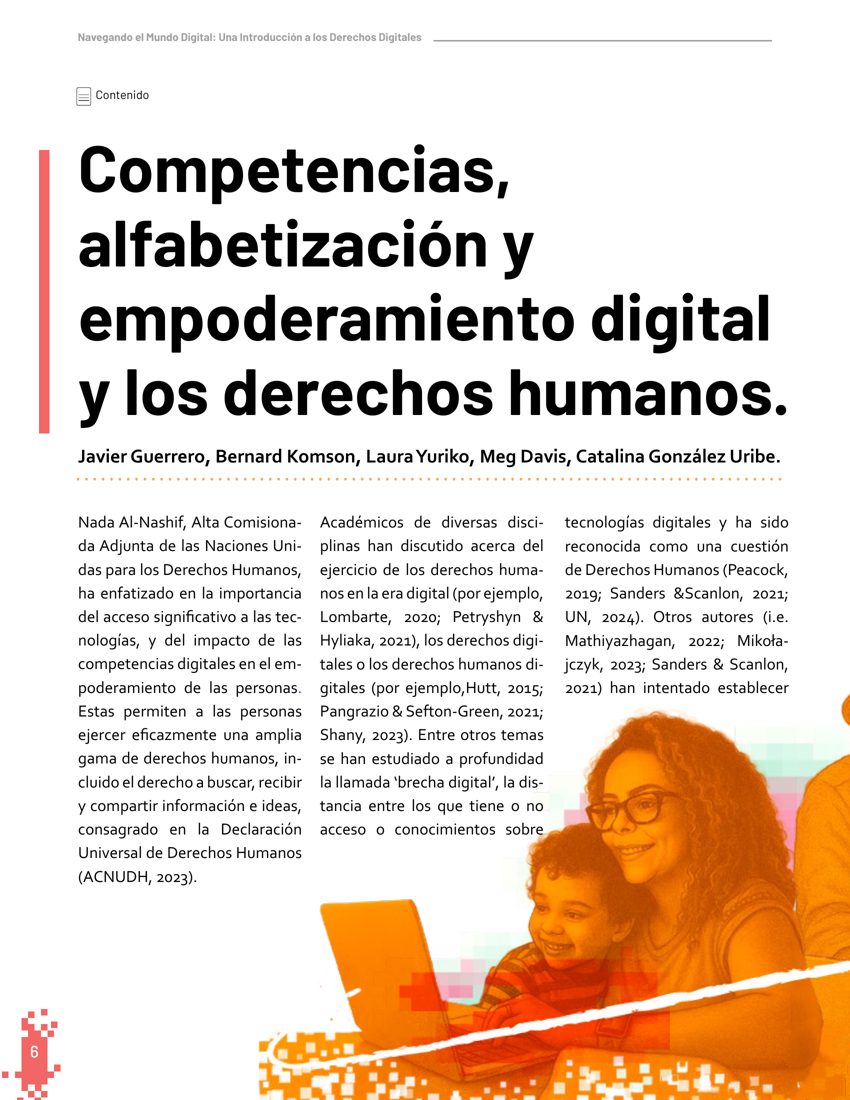 Navegando el Mundo Digital: Una Introducción a los Derechos Digitales
Contenido
Competencias,
alfabetización y
empoderamiento digital
y los derechos humanos.
Javier Guerrero, Bernard Komson, Laura Yuriko, Meg Davis, Catalina González Uribe.
Nada Al-Nashif, Alta Comisiona-
da Adjunta de las Naciones Uni-
das para los Derechos Humanos,
ha enfatizado en la importancia
del acceso significativo a las tec-
nologías, y del impacto de las
competencias digitales en el em-
poderamiento de las personas.
Estas permiten a las personas
ejercer eficazmente una amplia
gama de derechos humanos, in-
cluido el derecho a buscar, recibir
y compartir información e ideas,
consagrado en la Declaración
Universal de Derechos Humanos
(ACNUDH, 2023).
Académicos de diversas disci-
plinas han discutido acerca del
ejercicio de los derechos huma-
nos en la era digital (por ejemplo,
Lombarte, 2020; Petryshyn &
Hyliaka, 2021), los derechos digi-
tales o los derechos humanos di-
gitales (por ejemplo,Hutt, 2015;
Pangrazio & Sefton-Green, 2021;
Shany, 2023). Entre otros temas
se han estudiado a profundidad
la llamada ‘brecha digital’, la dis-
tancia entre los que tiene o no
acceso o conocimientos sobre
tecnologías digitales y ha sido
reconocida como una cuestión
de Derechos Humanos (Peacock,
2019; Sanders &Scanlon, 2021;
UN, 2024). Otros autores (i.e.
Mathiyazhagan, 2022; Mikoła-
jczyk, 2023; Sanders & Scanlon,
2021) han intentado establecer
6